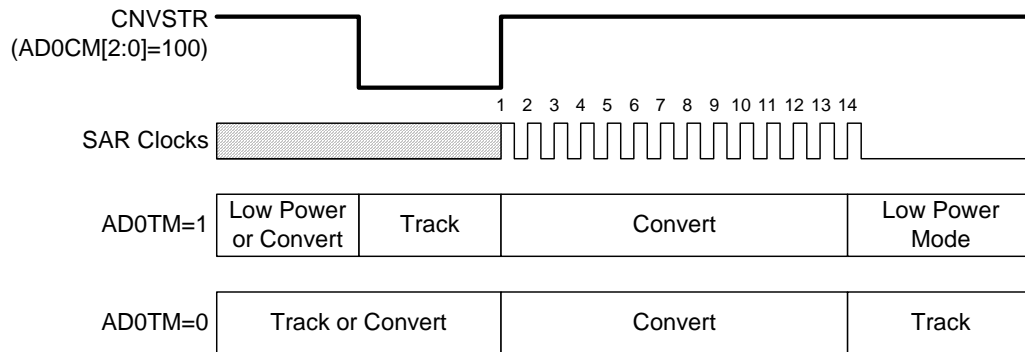 CNVSTR
(AD0CM[2:0]=100)
1 2 3 4 5 6 7 8 9 10 11 12 13 14
SAR Clocks
AD0TM=1
Low Power
or Convert
Track
Convert
Low Power
Mode
AD0TM=0
Track or Convert
Convert
Track